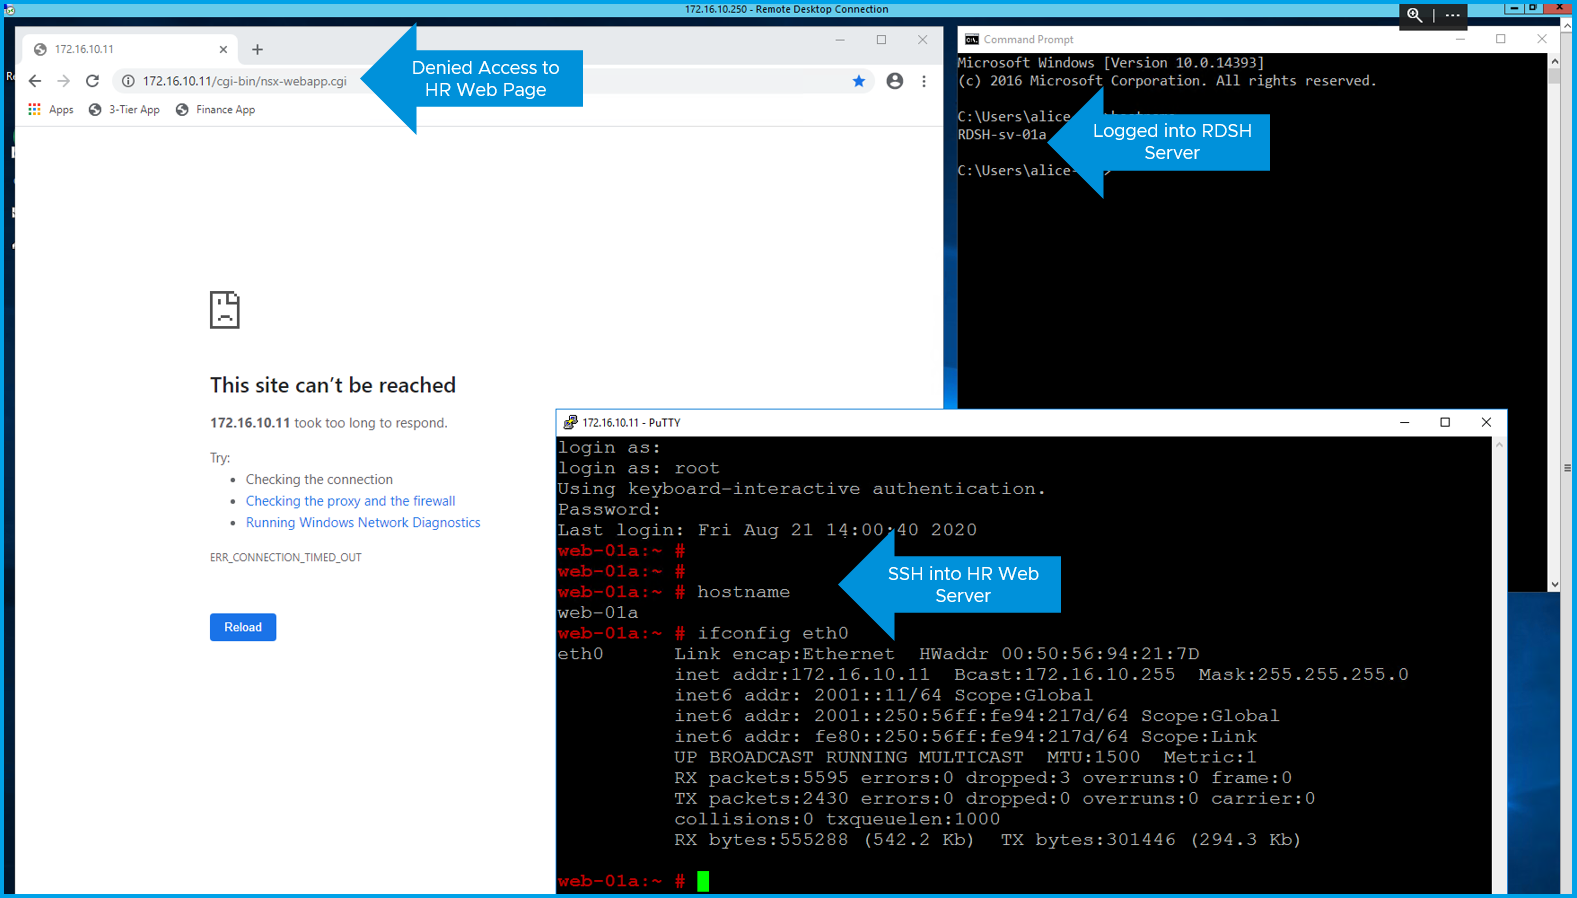 172.16.10.250 - Remote Desktop Connection
172.16.10.11
172.16.10.11/cgi-bin/nsx-webapp.cgi
Apps
3-Tier App
Finance App
Denied Access to
HR Web Page
This site can't be reached
172.16.10.11 took too long to respond.
Try:
• Checking the connection
• Checking the proxy and the firewall
• Running Windows Network Diagnostics
ERR_CONNECTION_TIMED_OUT
Reload
Command Prompt
Microsoft Windows [Version 10.0.14393]
(c) 2016 Microsoft Corporation. All rights reserved.
C:\Users\alice
RDSH-sv-01a
C:\Users\alice- >
Logged into RDSH
Server
172.16.10.11 - PuTTY
login as:
login as: root
Using keyboard-interactive authentication.
Password:
Last login: Fri Aug 21 14:00:40 2020
web-01a:~ #
web-01a:~ #
web-01a:~ # hostname
web-01a
web-01a:~ # ifconfig eth0
eth0 Link encap:Ethernet HWaddr 00:50:56:94:21:7D
inet addr:172.16.10.11 Bcast:172.16.10.255 Mask:255.255.255.0
inet6 addr: 2001::11/64 Scope:Global
inet6 addr: 2001::250:56ff:fe94:217d/64 Scope:Global
inet6 addr: fe80::250:56ff:fe94:217d/64 Scope:Link
UP BROADCAST RUNNING MULTICAST MTU:1500 Metric:1
RX packets:5595 errors:0 dropped:3 overruns:0 frame:0
TX packets:2430 errors:0 dropped:0 overruns:0 carrier:0
collisions:0 txqueuelen:1000
RX bytes:555288 (542.2 Kb) TX bytes:301446 (294.3 Kb)
web-01a:~ #
SSH into HR Web
Server